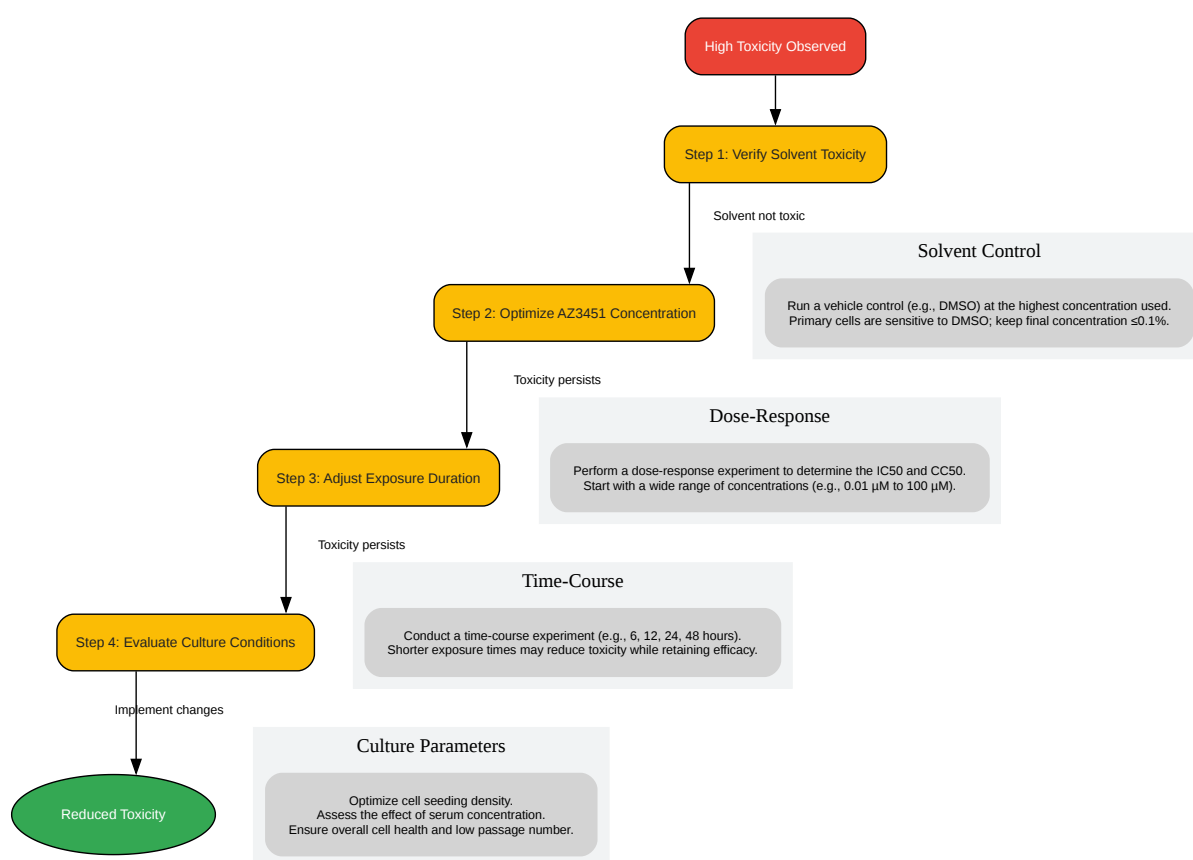 High Toxicity Observed
Step 1: Verify Solvent Toxicity
Solvent not toxic
Solvent Control
Run a vehicle control (e.g., DMSO) at the highest concentration used.
Primary cells are sensitive to DMSO; keep final concentration ≤0.1%.
Step 2: Optimize AZ3451 Concentration
Toxicity persists
Dose-Response
Perform a dose-response experiment to determine the IC50 and CC50.
Start with a wide range of concentrations (e.g., 0.01 µM to 100 µM).
Step 3: Adjust Exposure Duration
Toxicity persists
Time-Course
Conduct a time-course experiment (e.g., 6, 12, 24, 48 hours).
Shorter exposure times may reduce toxicity while retaining efficacy.
Step 4: Evaluate Culture Conditions
Implement changes
Culture Parameters
Optimize cell seeding density.
Assess the effect of serum concentration.
Ensure overall cell health and low passage number.
Reduced Toxicity